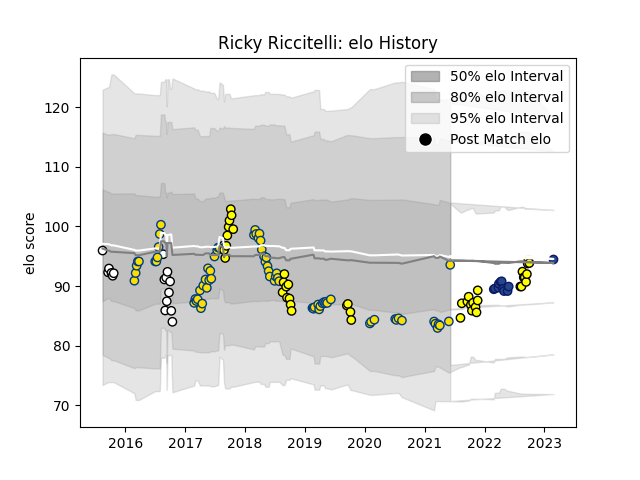 Ricky Riccitelli: elo History
50% elo Interval
80% elo Interval
95% elo Interval
Post Match elo
elo score
120
110
100
90
80
70
2016 2017 2018 2019 2020 2021 2022 2023